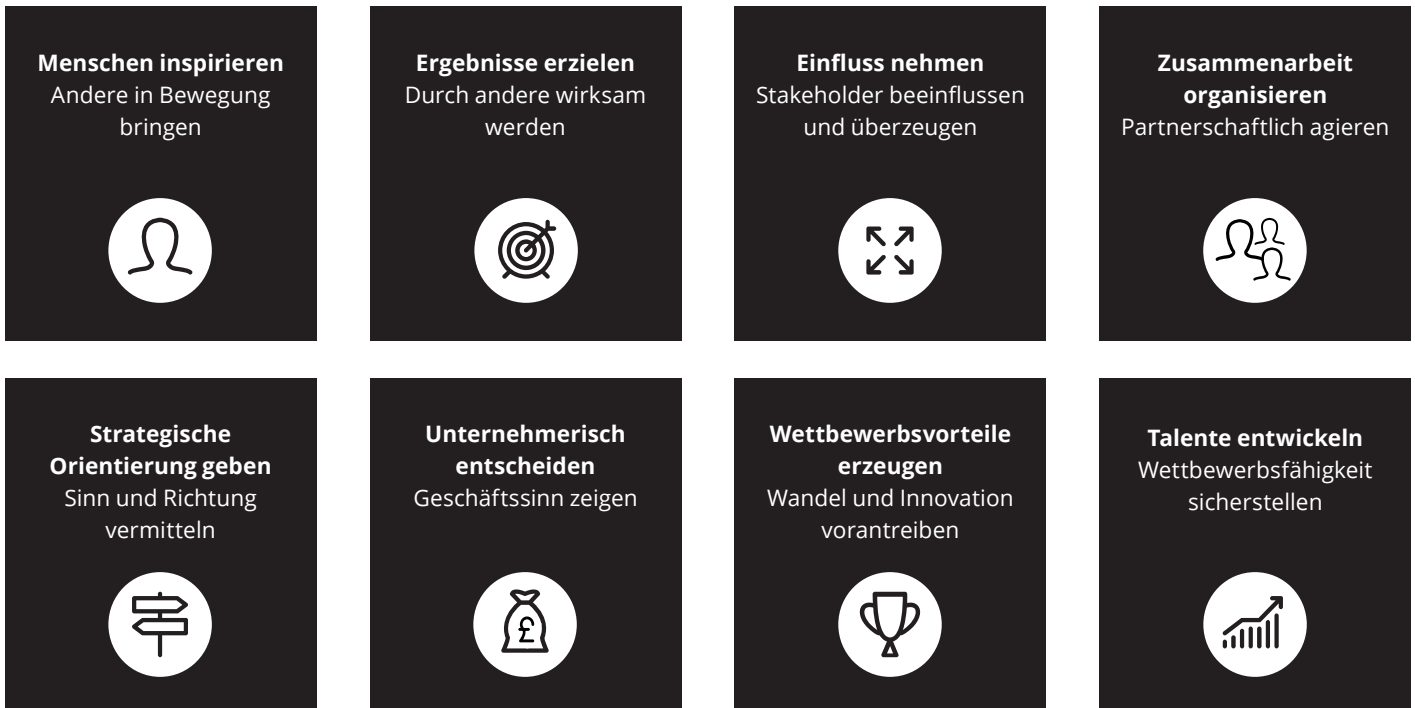 Menschen inspirieren
Andere in Bewegung
bringen
Ergebnisse erzielen
Durch andere wirksam
werden
Einfluss nehmen
Stakeholder beeinflussen
und überzeugen
Zusammenarbeit
organisieren
Partnerschaftlich agieren
Strategische
Orientierung geben
Sinn und Richtung
vermitteln
Unternehmerisch
entscheiden
Geschäftssinn zeigen
£
Wettbewerbsvorteile
erzeugen
Wandel und Innovation
vorantreiben
Talente entwickeln
Wettbewerbsfähigkeit
sicherstellen